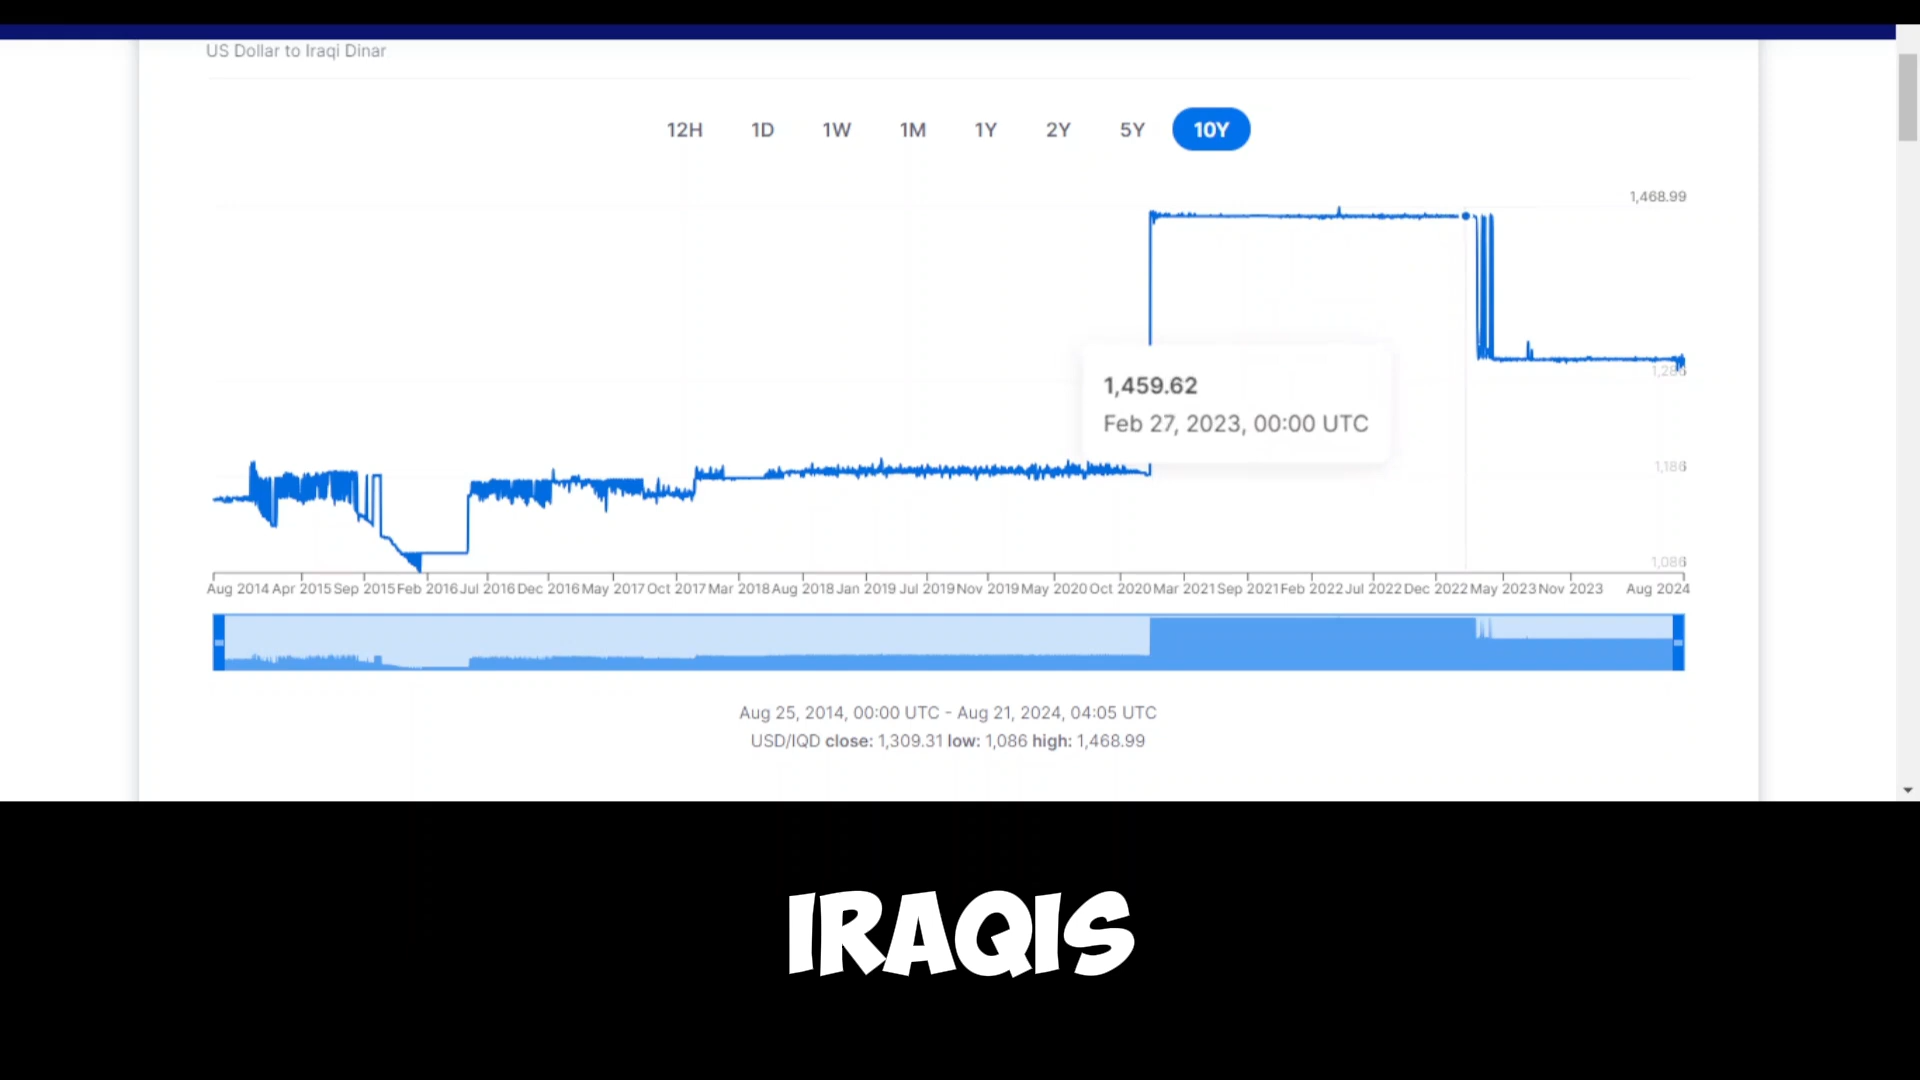 US Dollar to Iraqi Dinar
12H 1D 1W 1M 1Y 2Y 5Y 10Y
1,468.99
1,459.62
Feb 27, 2023, 00:00 UTC
1,286
1,186
1,086
Aug 2014 Apr 2015 Sep 2015 Feb 2016 Jul 2016 Dec 2016 May 2017 Oct 2017 Mar 2018 Aug 2018 Jan 2019 Jul 2019 Nov 2019 May 2020 Oct 2020 Mar 2021 Sep 2021 Feb 2022 Jul 2022 Dec 2022 May 2023 Nov 2023 Aug 2024
Aug 25, 2014, 00:00 UTC - Aug 21, 2024, 04:05 UTC
USD/IQD close: 1,309.31 low: 1,086 high: 1,468.99
IRAQIS